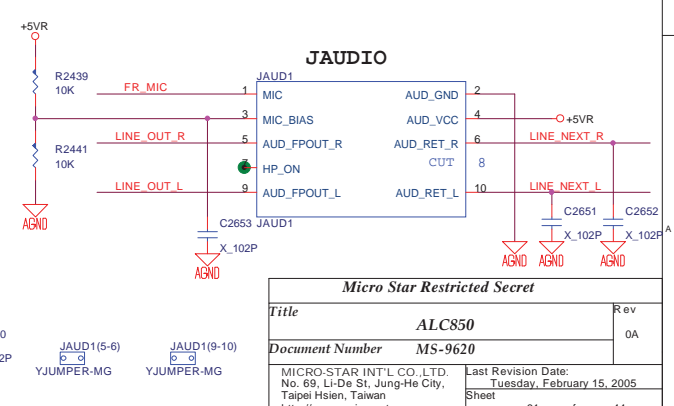 +5VR
JAUDIO
R2439
10K
FR_MIC
JAUD1
1 MIC AUD_GND 2
3 MIC_BIAS AUD_VCC 4
+5VR
LINE_OUT_R
5 AUD_FPOUT_R AUD_RET_R 6
LINE_NEXT_R
R2441
10K
7 HP_ON CUT 8
LINE_OUT_L
9 AUD_FPOUT_L AUD_RET_L 10
LINE_NEXT_L
AGND
C2653
JAUD1
X_102P
AGND
C2651
X_102P
C2652
X_102P
A
AGND
AGND
AGND
Micro Star Restricted Secret
Title
ALC850
Rev
0A
Document Number MS-9620
MICRO-STAR INT'L CO.,LTD.
No. 69, Li-De St, Jung-He City,
Taipei Hsien, Taiwan
Last Revision Date:
Tuesday, February 15, 2005
Sheet
0
2P
JAUD1(5-6)
YJUMPER-MG
JAUD1(9-10)
YJUMPER-MG